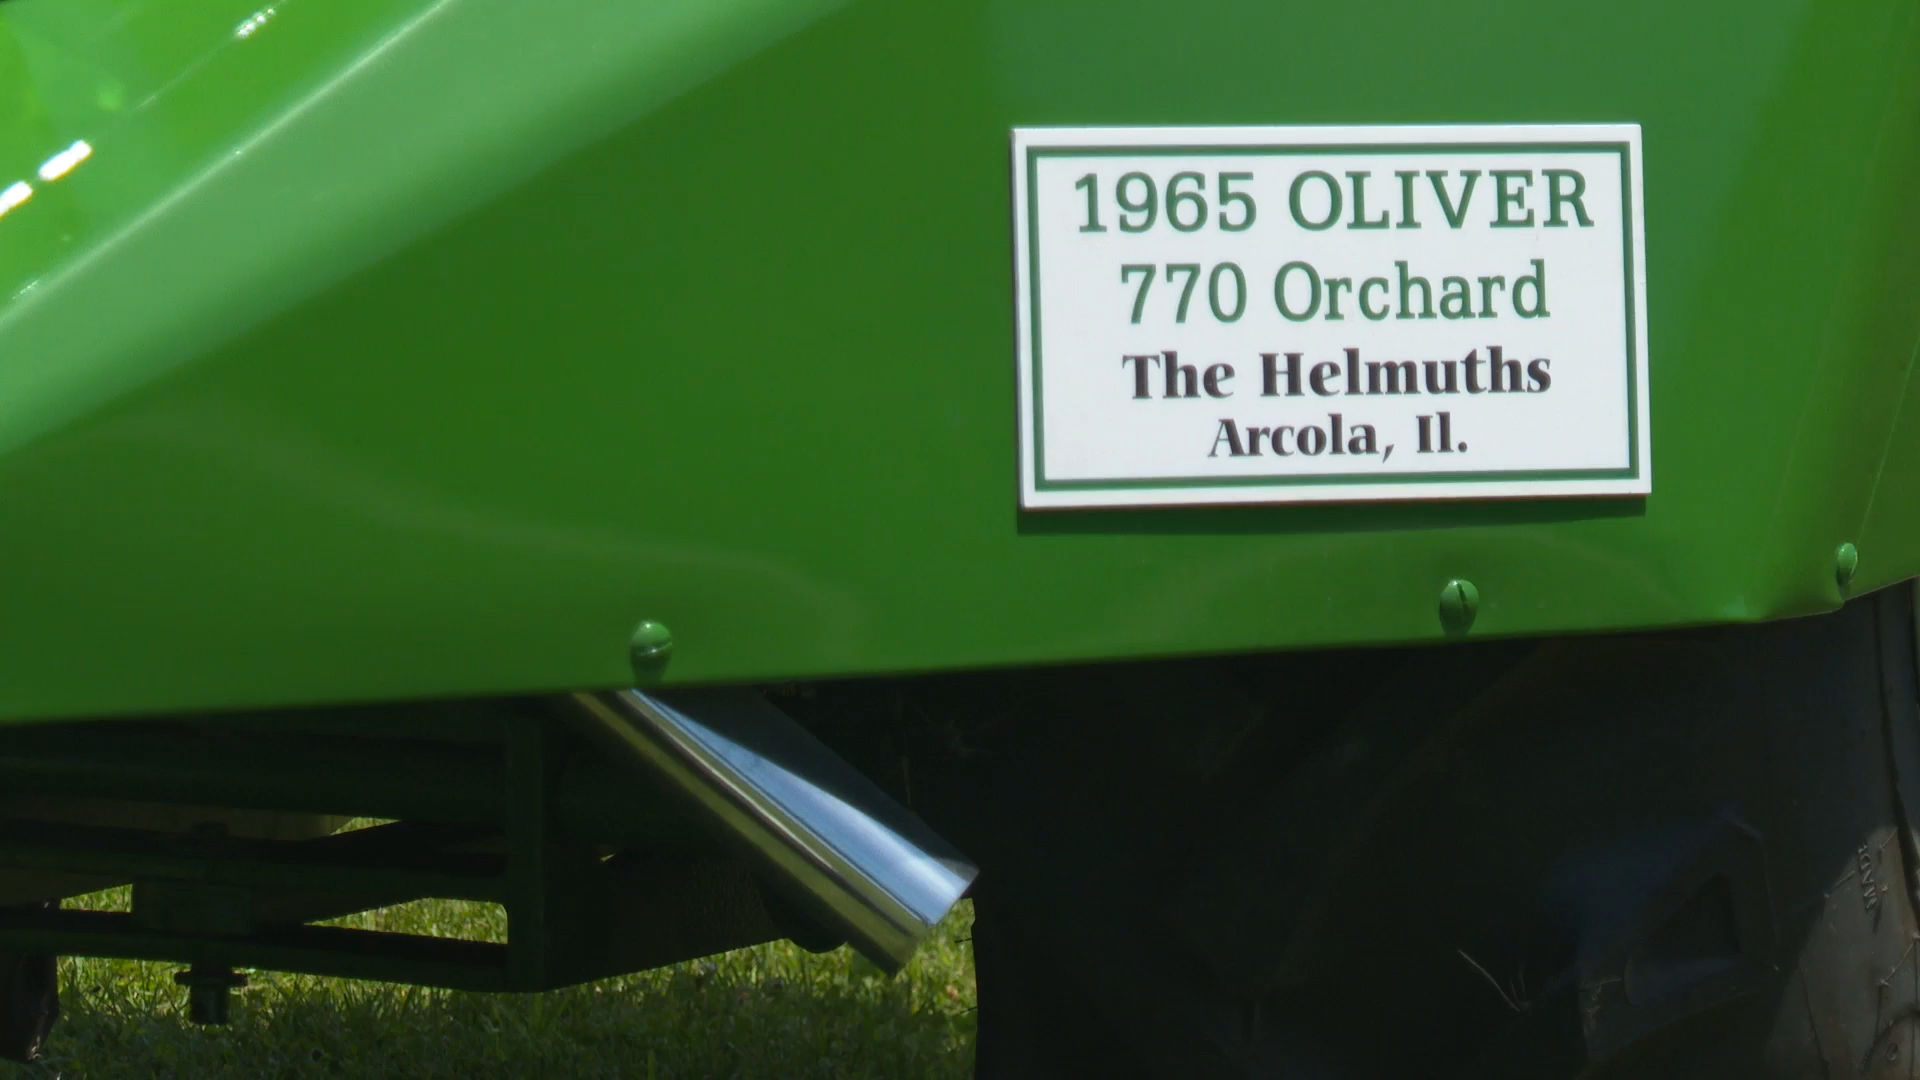 1965 OLIVER
770 Orchard
The Helmuths
Arcola, Il.